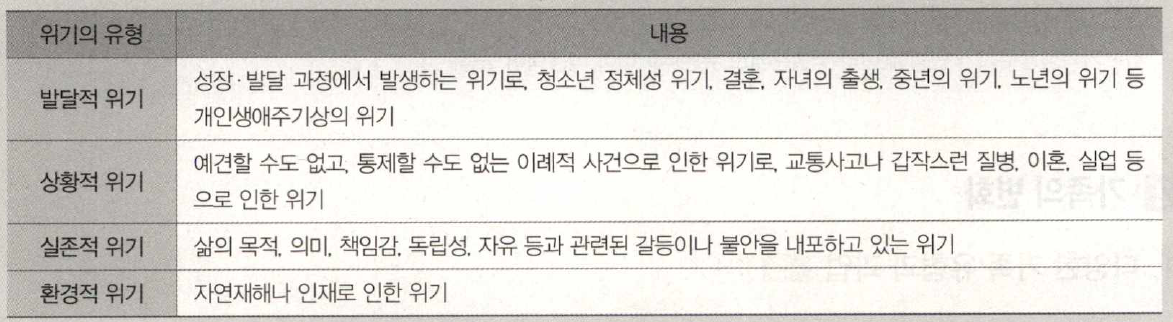 위기의 유형 내용
발달적 위기 성장·발달 과정에서 발생하는 위기로, 청소년 정체성 위기, 결혼, 자녀의 출생, 중년의 위기, 노년의 위기 등
개인생애주기상의 위기
상황적 위기 예견할 수도 없고, 통제할 수도 없는 이례적 사건으로 인한 위기로, 교통사고나 갑작스런 질병, 이혼, 실업 등
으로 인한 위기
실존적 위기 삶의 목적, 의미, 책임감, 독립성, 자유 등과 관련된 갈등이나 불안을 내포하고 있는 위기
환경적 위기 자연재해나 인재로 인한 위기